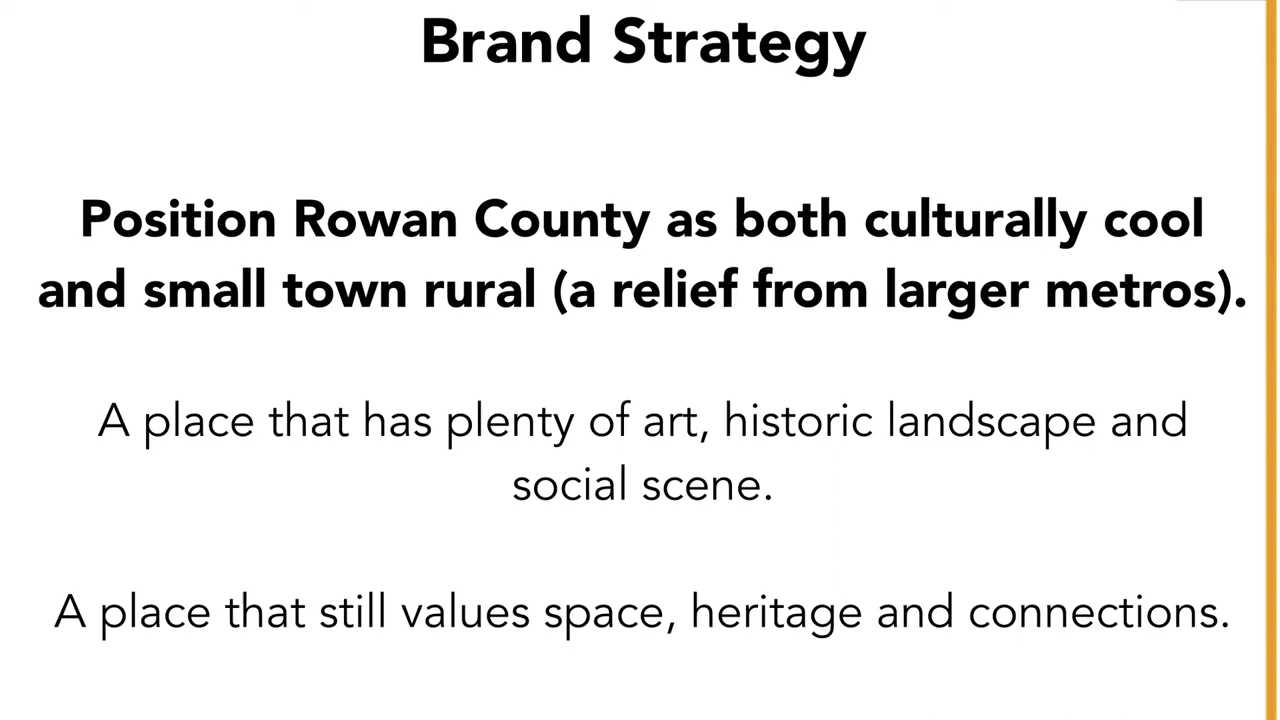 Brand Strategy
Position Rowan County as both culturally cool
and small town rural (a relief from larger metros).
A place that has plenty of art, historic landscape and
social scene.
A place that still values space, heritage and connections.